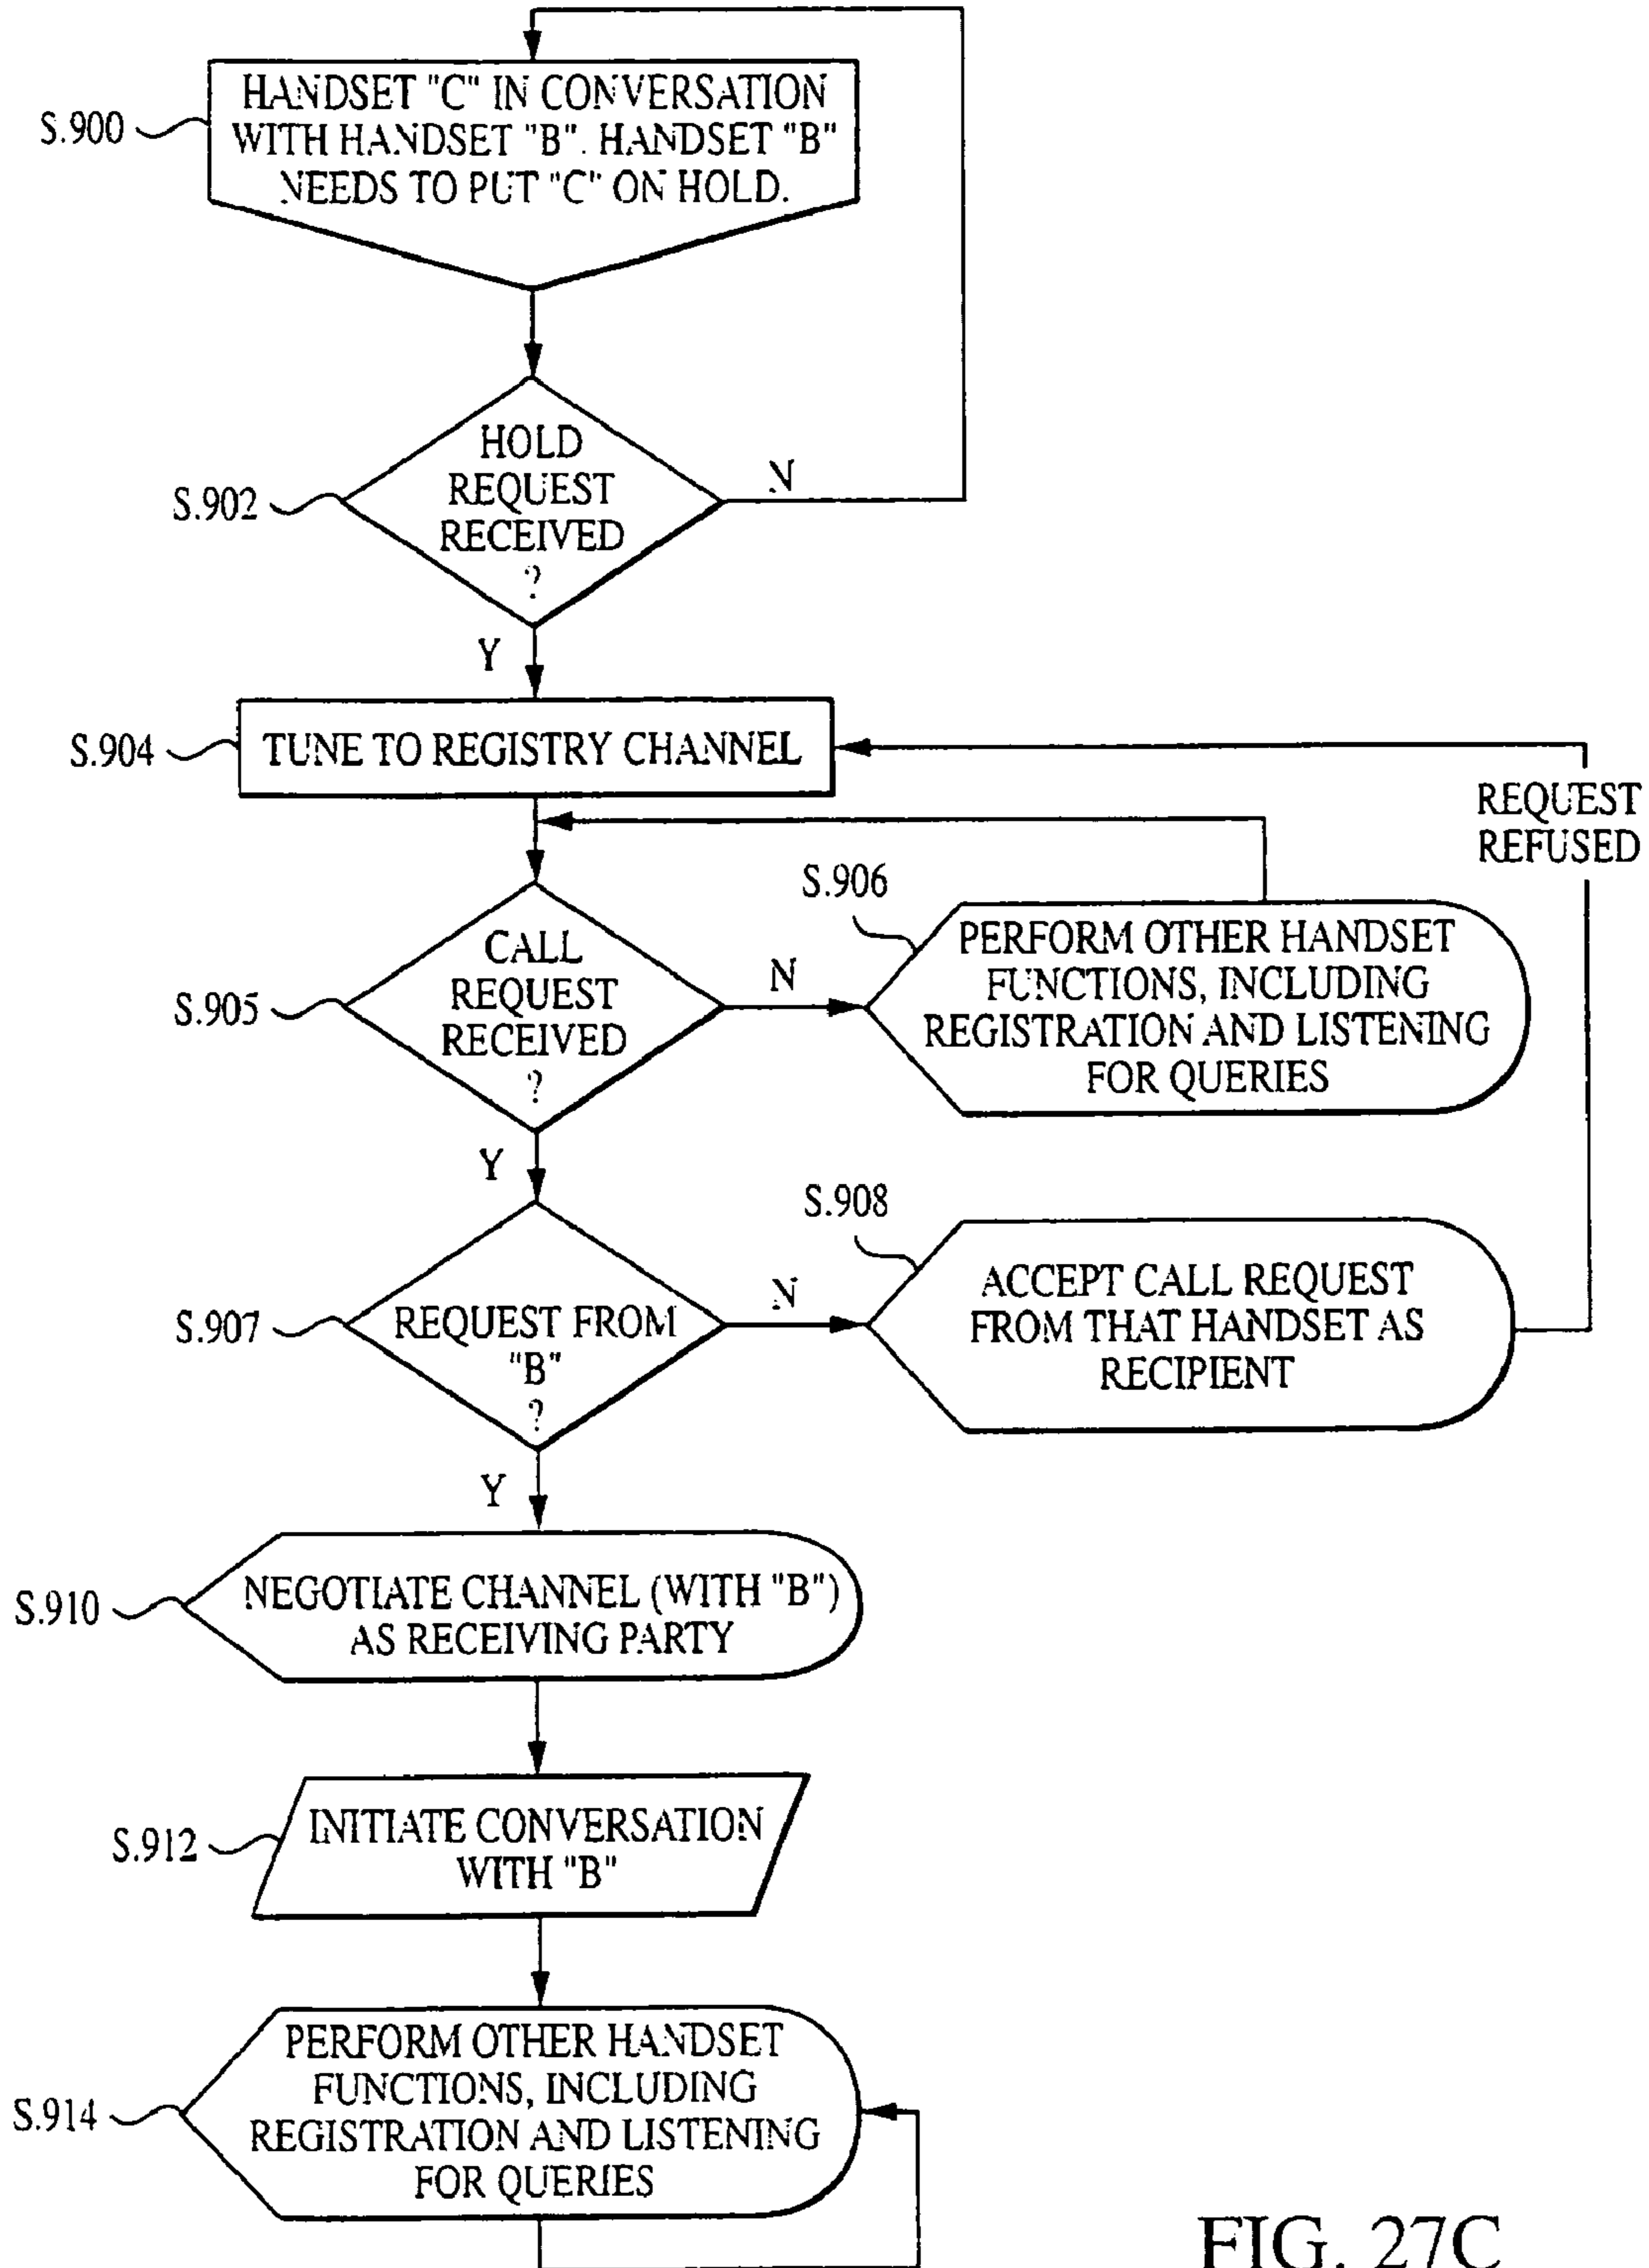 S.900
HANDSET "C" IN CONVERSATION
WITH HANDSET "B". HANDSET "B"
NEEDS TO PUT "C" ON HOLD.
S.902
HOLD
REQUEST
RECEIVED
?
N
Y
S.904
TUNE TO REGISTRY CHANNEL
REQUEST
REFUSED
S.905
CALL
REQUEST
RECEIVED
?
N
S.906
PERFORM OTHER HANDSET
FUNCTIONS, INCLUDING
REGISTRATION AND LISTENING
FOR QUERIES
Y
S.907
REQUEST FROM
"B"
?
N
S.908
ACCEPT CALL REQUEST
FROM THAT HANDSET AS
RECIPIENT
Y
S.910
NEGOTIATE CHANNEL (WITH "B")
AS RECEIVING PARTY
S.912
INITIATE CONVERSATION
WITH "B"
S.914
PERFORM OTHER HANDSET
FUNCTIONS, INCLUDING
REGISTRATION AND LISTENING
FOR QUERIES
FIG. 27C